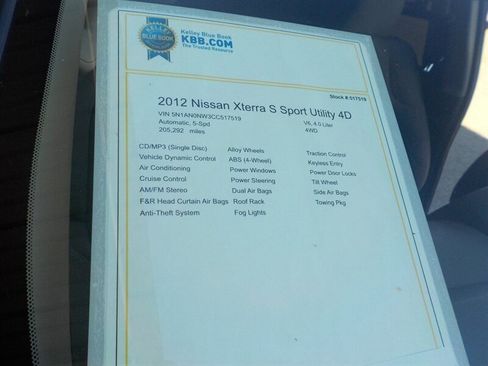 KELLEY
BLUE BOOK
Kelley Blue Book
KBB.COM
The Trusted Resource
Stock #:517519
2012 Nissan Xterra S Sport Utility 4D
VIN 5N1AN0NW3CC517519 V6, 4.0 Liter
Automatic, 5-Spd 4WD
205,292 miles
CD/MP3 (Single Disc) Alloy Wheels Traction Control
Vehicle Dynamic Control ABS (4-Wheel) Keyless Entry
Air Conditioning Power Windows Power Door Locks
Cruise Control Power Steering Tilt Wheel
AM/FM Stereo Dual Air Bags Side Air Bags
F&R Head Curtain Air Bags Roof Rack Towing Pkg
Anti-Theft System Fog Lights